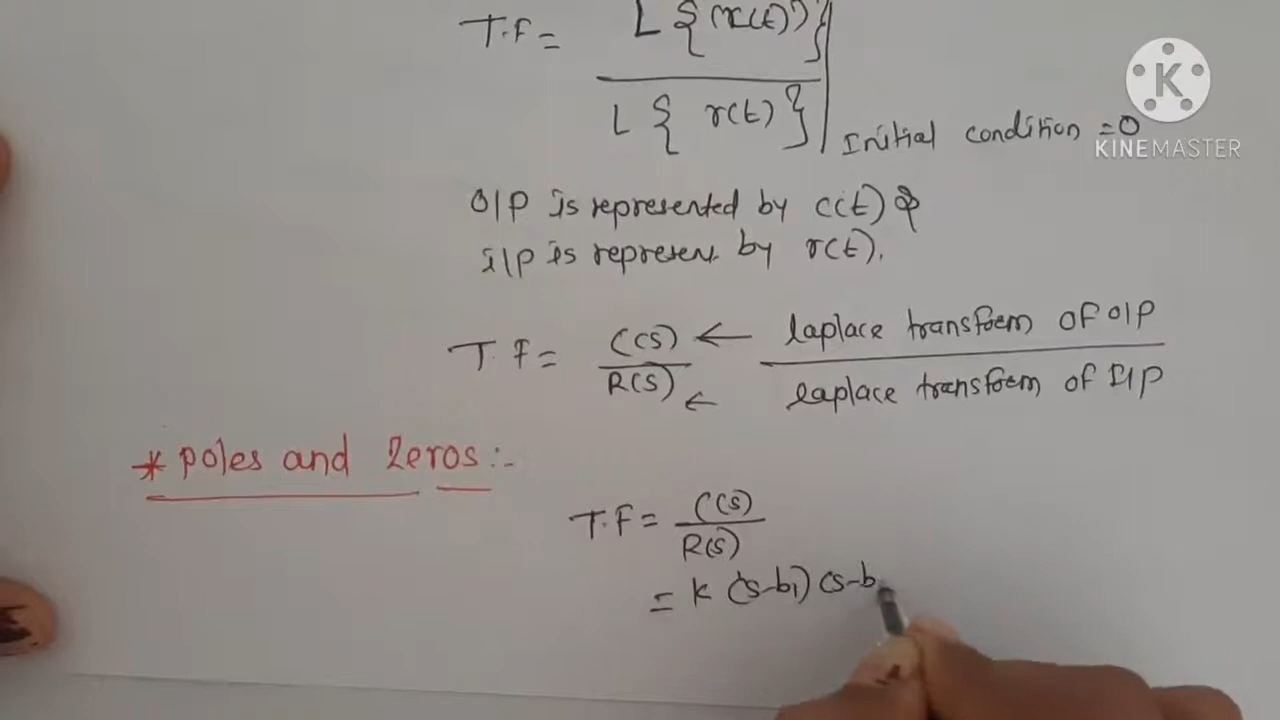 T.F = L{(r(t))}
L{ r(t) } Initial condition = 0
K
KINEMASTER
O/P is represented by c(t) &
i/P is represent by r(t).
T.F = C(S) ← laplace transform OF O/P
R(S) ← laplace transform of I/P
* poles and zeros :-
T.F = C(S)
R(S)
= K (s-b1) (s-b